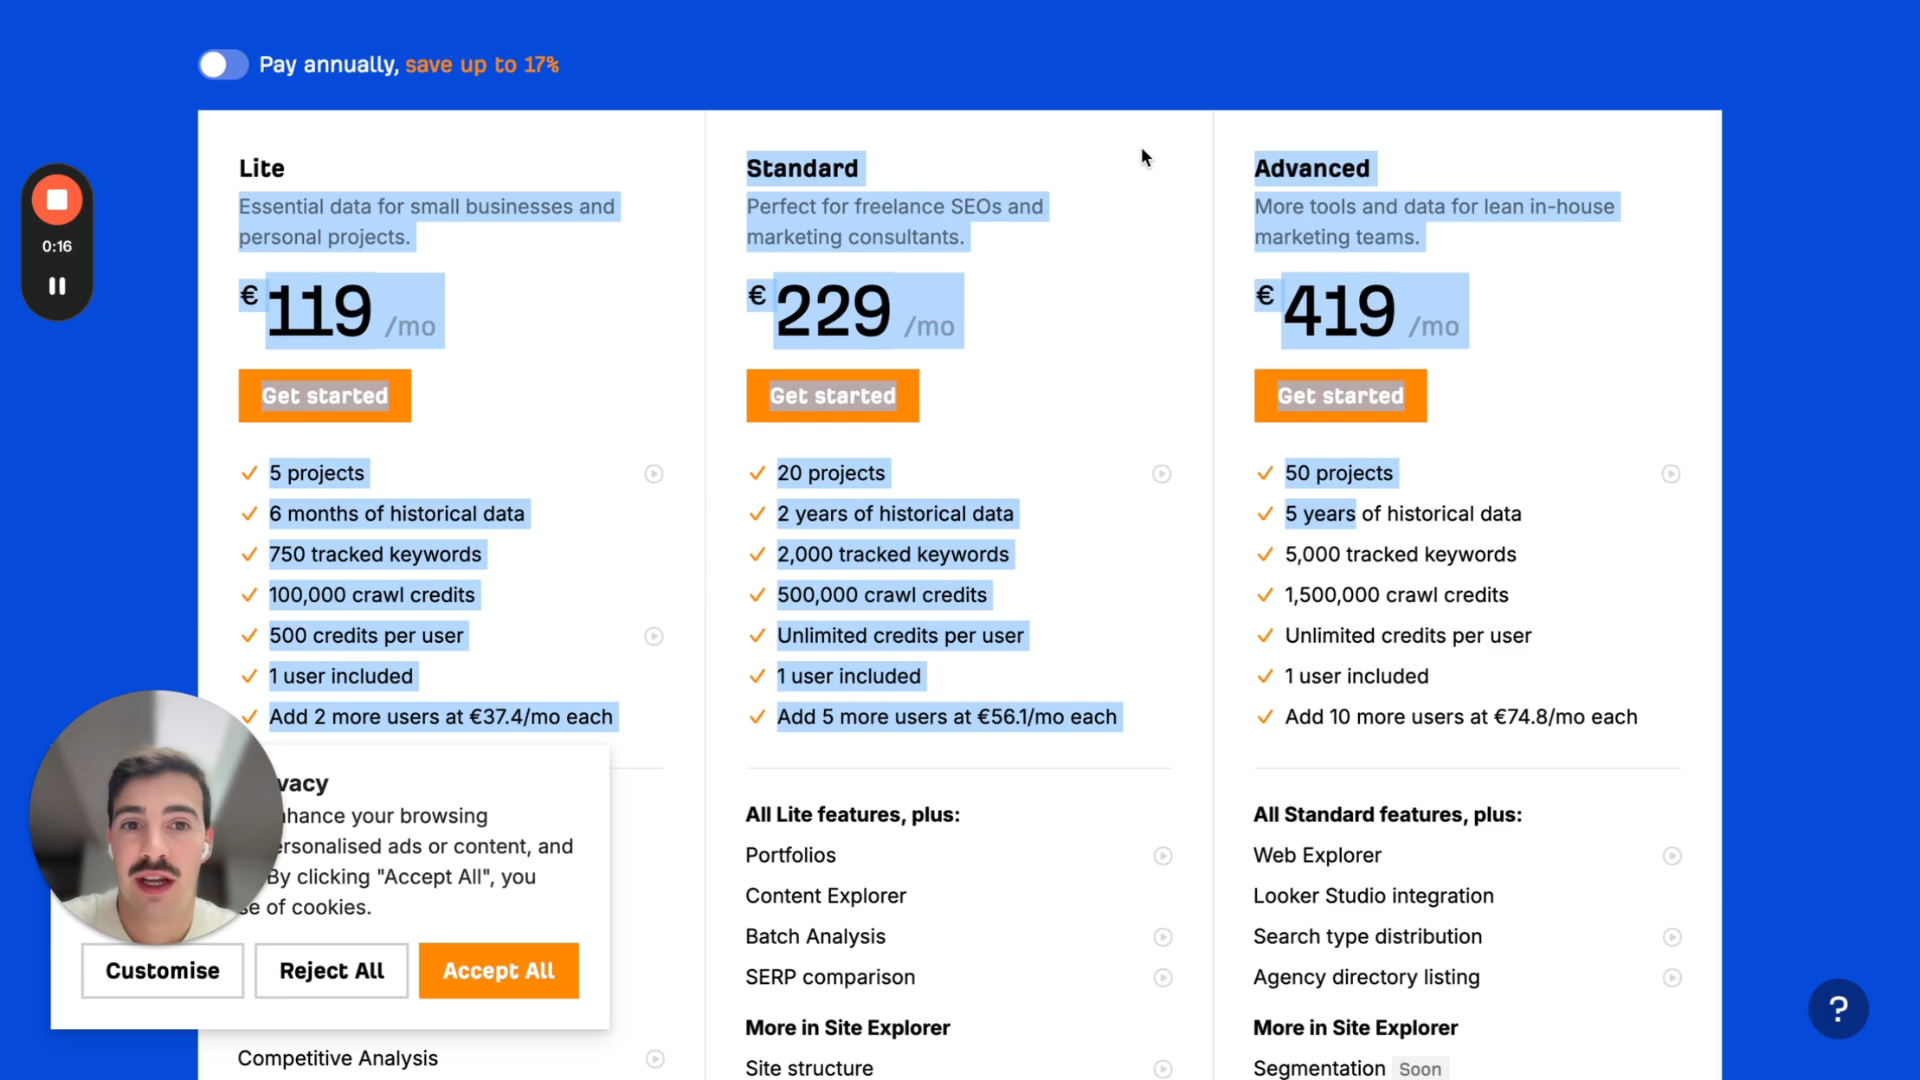 Pay annually, save up to 17%
0:16
Lite
Essential data for small businesses and
personal projects.
€ 119 /mo
Get started
5 projects
6 months of historical data
750 tracked keywords
100,000 crawl credits
500 credits per user
1 user included
Add 2 more users at €37.4/mo each
Standard
Perfect for freelance SEOs and
marketing consultants.
€ 229 /mo
Get started
20 projects
2 years of historical data
2,000 tracked keywords
500,000 crawl credits
Unlimited credits per user
1 user included
Add 5 more users at €56.1/mo each
All Lite features, plus:
Portfolios
Content Explorer
Batch Analysis
SERP comparison
More in Site Explorer
Site structure
Advanced
More tools and data for lean in-house
marketing teams.
€ 419 /mo
Get started
50 projects
5 years of historical data
5,000 tracked keywords
1,500,000 crawl credits
Unlimited credits per user
1 user included
Add 10 more users at €74.8/mo each
All Standard features, plus:
Web Explorer
Looker Studio integration
Search type distribution
Agency directory listing
More in Site Explorer
Segmentation Soon
your browsing
ads or content, and
By clicking "Accept All", you
of cookies.
Customise
Reject All
Accept All
Competitive Analysis
?